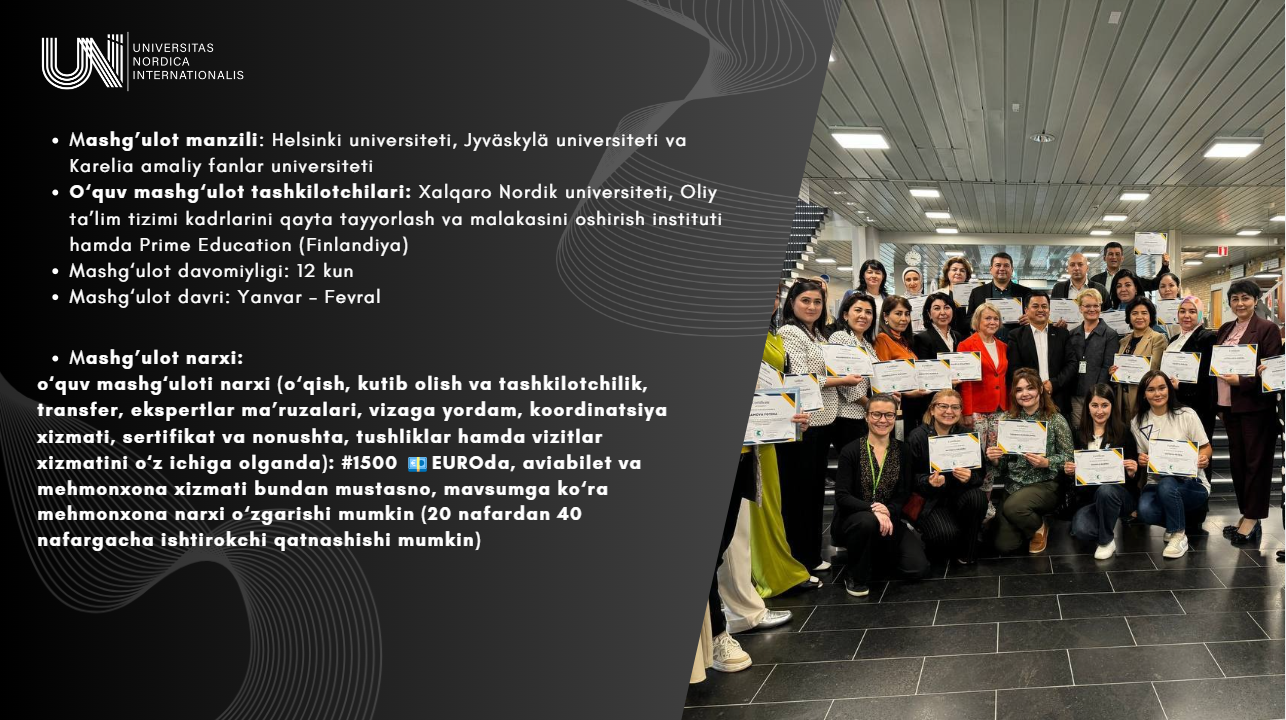 UNI
UNIVERSITAS
NORDICA
INTERNATIONALIS
• Mashg’ulot manzili: Helsinki universiteti, Jyväskylä universiteti va
Karelia amaliy fanlar universiteti
• O‘quv mashg‘ulot tashkilotchilari: Xalqaro Nordik universiteti, Oliy
ta’lim tizimi kadrlarini qayta tayyorlash va malakasini oshirish instituti
hamda Prime Education (Finlandiya)
• Mashg‘ulot davomiyligi: 12 kun
• Mashg‘ulot davri: Yanvar – Fevral
• Mashg’ulot narxi:
o‘quv mashg’uloti narxi (o‘qish, kutib olish va tashkilotchilik,
transfer, ekspertlar ma’ruzalari, vizaga yordam, koordinatsiya
xizmati, sertifikat va nonushta, tushliklar hamda vizitlar
xizmatini o‘z ichiga olganda): #1500 💶 EUROda, aviabilet va
mehmonxona xizmati bundan mustasno, mavsumga ko‘ra
mehmonxona narxi o‘zgarishi mumkin (20 nafardan 40
nafargacha ishtirokchi qatnashishi mumkin)